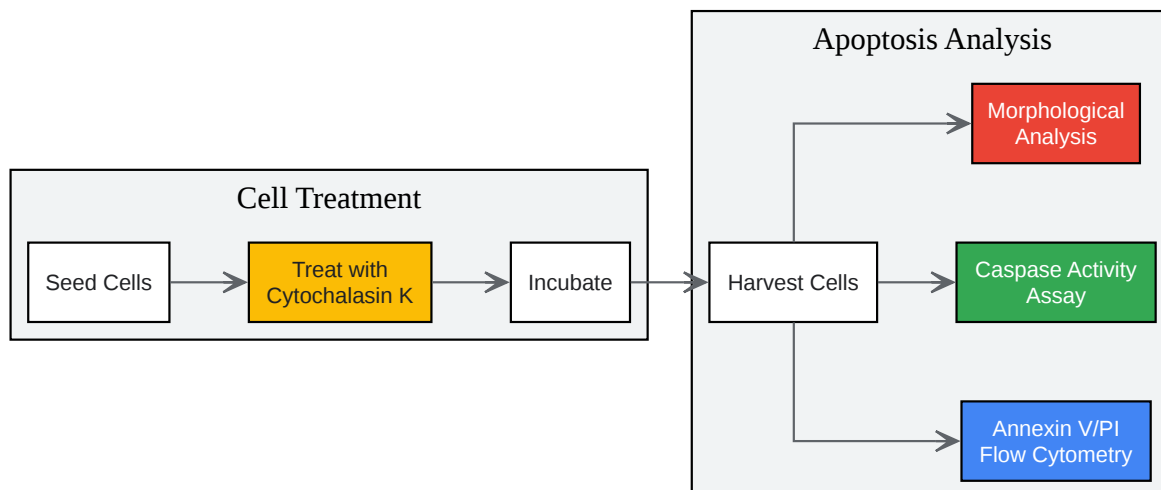 Apoptosis Analysis
Morphological
Analysis
Cell Treatment
Seed Cells
Treat with
Cytochalasin K
Incubate
Harvest Cells
Caspase Activity
Assay
Annexin V/PI
Flow Cytometry